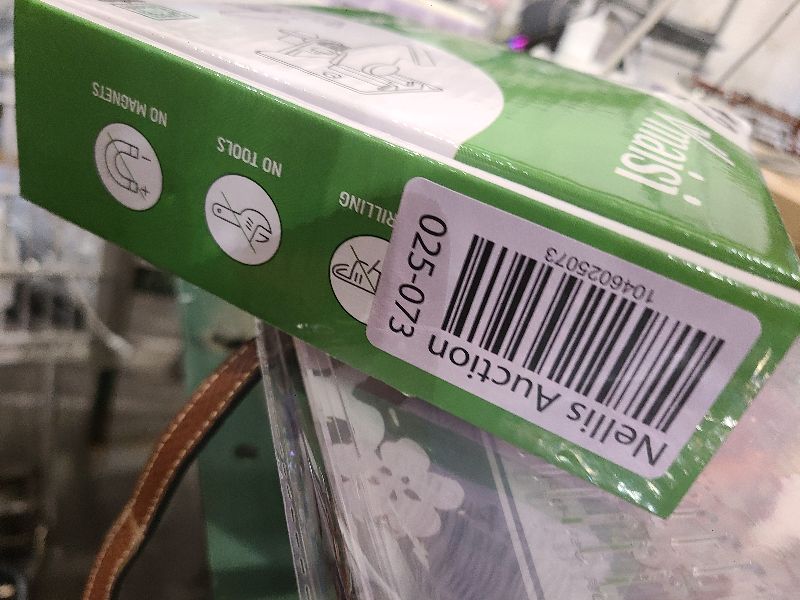 NO MAGNETS
NO TOOLS
RILLING
Nellis Auction
1046025073
025-073